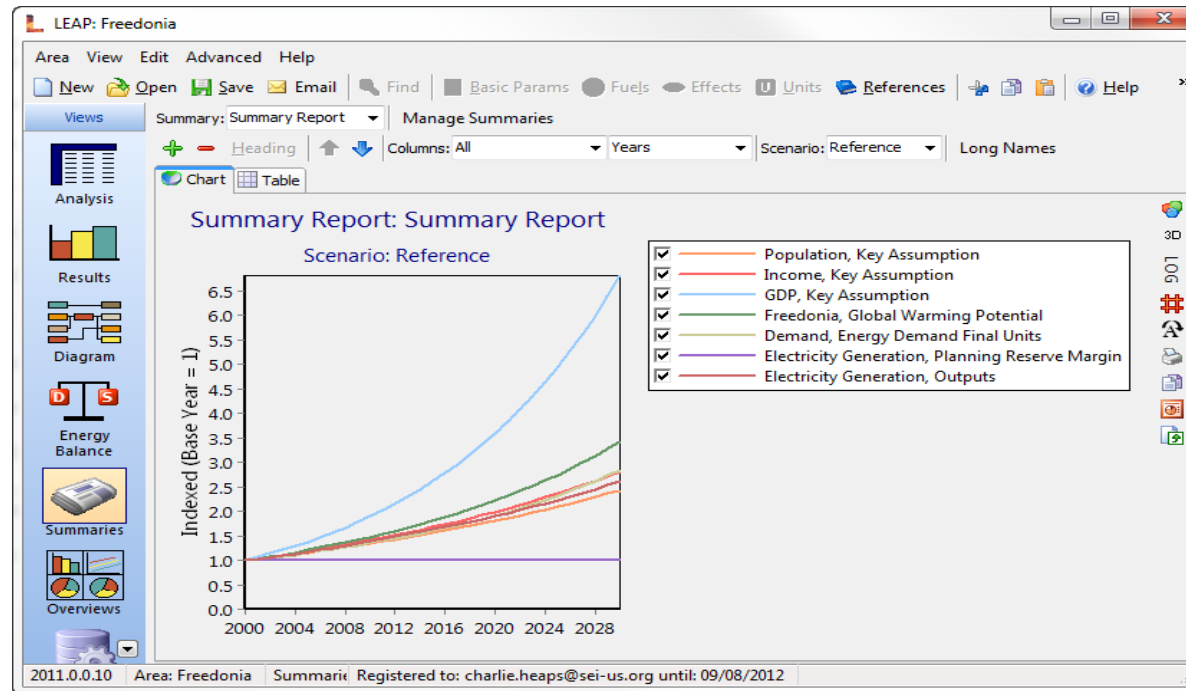 LEAP: Freedonia
Area View Edit Advanced Help
New Open Save Email Find Basic Params Fuels Effects U Units References Help »
Views Summary: Summary Report Manage Summaries
Heading Columns: All Years Scenario: Reference Long Names
Chart Table
Analysis
Results
Diagram
D S
Energy
Balance
Summaries
Overviews
Summary Report: Summary Report
Scenario: Reference
Indexed (Base Year = 1)
6.5
6.0
5.5
5.0
4.5
4.0
3.5
3.0
2.5
2.0
1.5
1.0
0.5
0.0
2000 2004 2008 2012 2016 2020 2024 2028
Population, Key Assumption
Income, Key Assumption
GDP, Key Assumption
Freedonia, Global Warming Potential
Demand, Energy Demand Final Units
Electricity Generation, Planning Reserve Margin
Electricity Generation, Outputs
3D
LOG
A
2011.0.0.10 Area: Freedonia Summarie Registered to: charlie.heaps@sei-us.org until: 09/08/2012